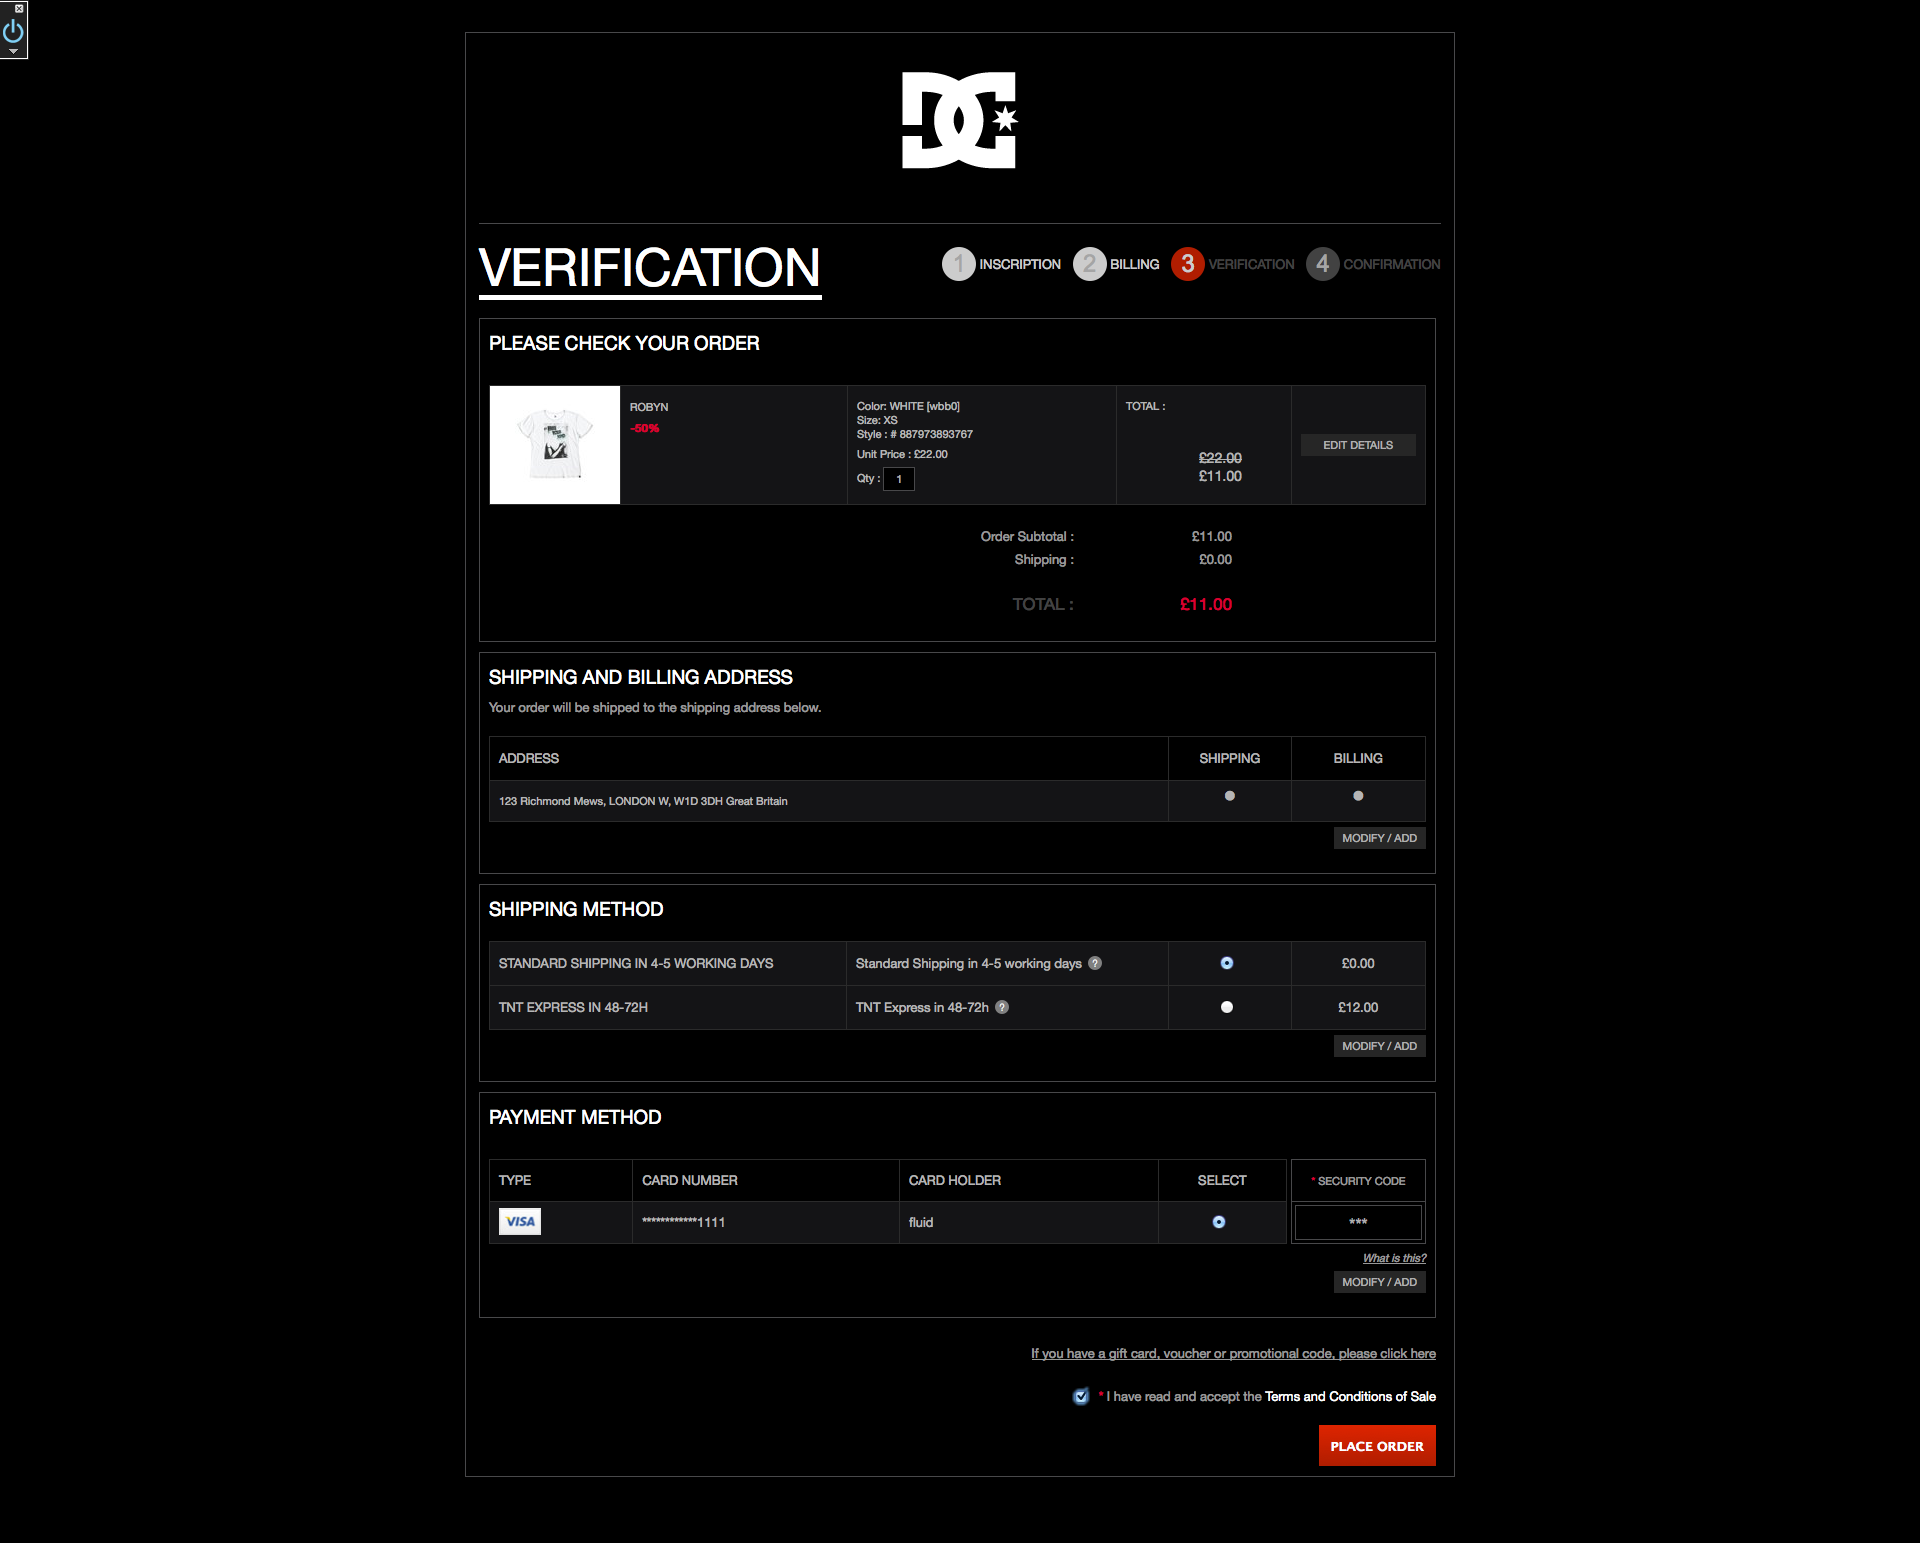 DC
VERIFICATION
1 INSCRIPTION 2 BILLING 3 VERIFICATION 4 CONFIRMATION
PLEASE CHECK YOUR ORDER
ROBYN
-50%
Color: WHITE [wbb0]
Size: XS
Style : # 887973893767
Unit Price : £22.00
Qty : 1
TOTAL :
£22.00
£11.00
EDIT DETAILS
Order Subtotal : £11.00
Shipping : £0.00
TOTAL : £11.00
SHIPPING AND BILLING ADDRESS
Your order will be shipped to the shipping address below.
ADDRESS SHIPPING BILLING
123 Richmond Mews, LONDON W, W1D 3DH Great Britain
MODIFY / ADD
SHIPPING METHOD
STANDARD SHIPPING IN 4-5 WORKING DAYS Standard Shipping in 4-5 working days ? £0.00
TNT EXPRESS IN 48-72H TNT Express in 48-72h ? £12.00
MODIFY / ADD
PAYMENT METHOD
TYPE CARD NUMBER CARD HOLDER SELECT * SECURITY CODE
VISA ************1111 fluid ***
What is this?
MODIFY / ADD
If you have a gift card, voucher or promotional code, please click here
* I have read and accept the Terms and Conditions of Sale
PLACE ORDER